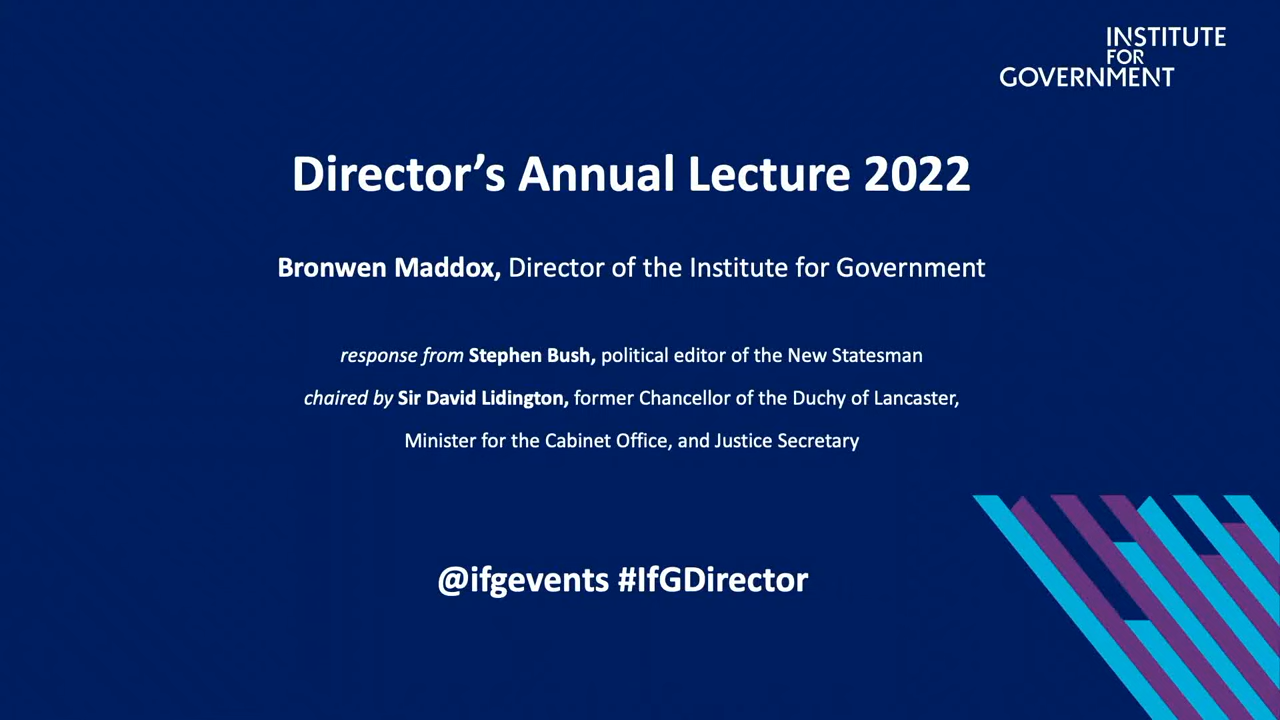 INSTITUTE
FOR
GOVERNMENT
Director’s Annual Lecture 2022
Bronwen Maddox, Director of the Institute for Government
response from Stephen Bush, political editor of the New Statesman
chaired by Sir David Lidington, former Chancellor of the Duchy of Lancaster,
Minister for the Cabinet Office, and Justice Secretary
@ifgevents #IfGDirector